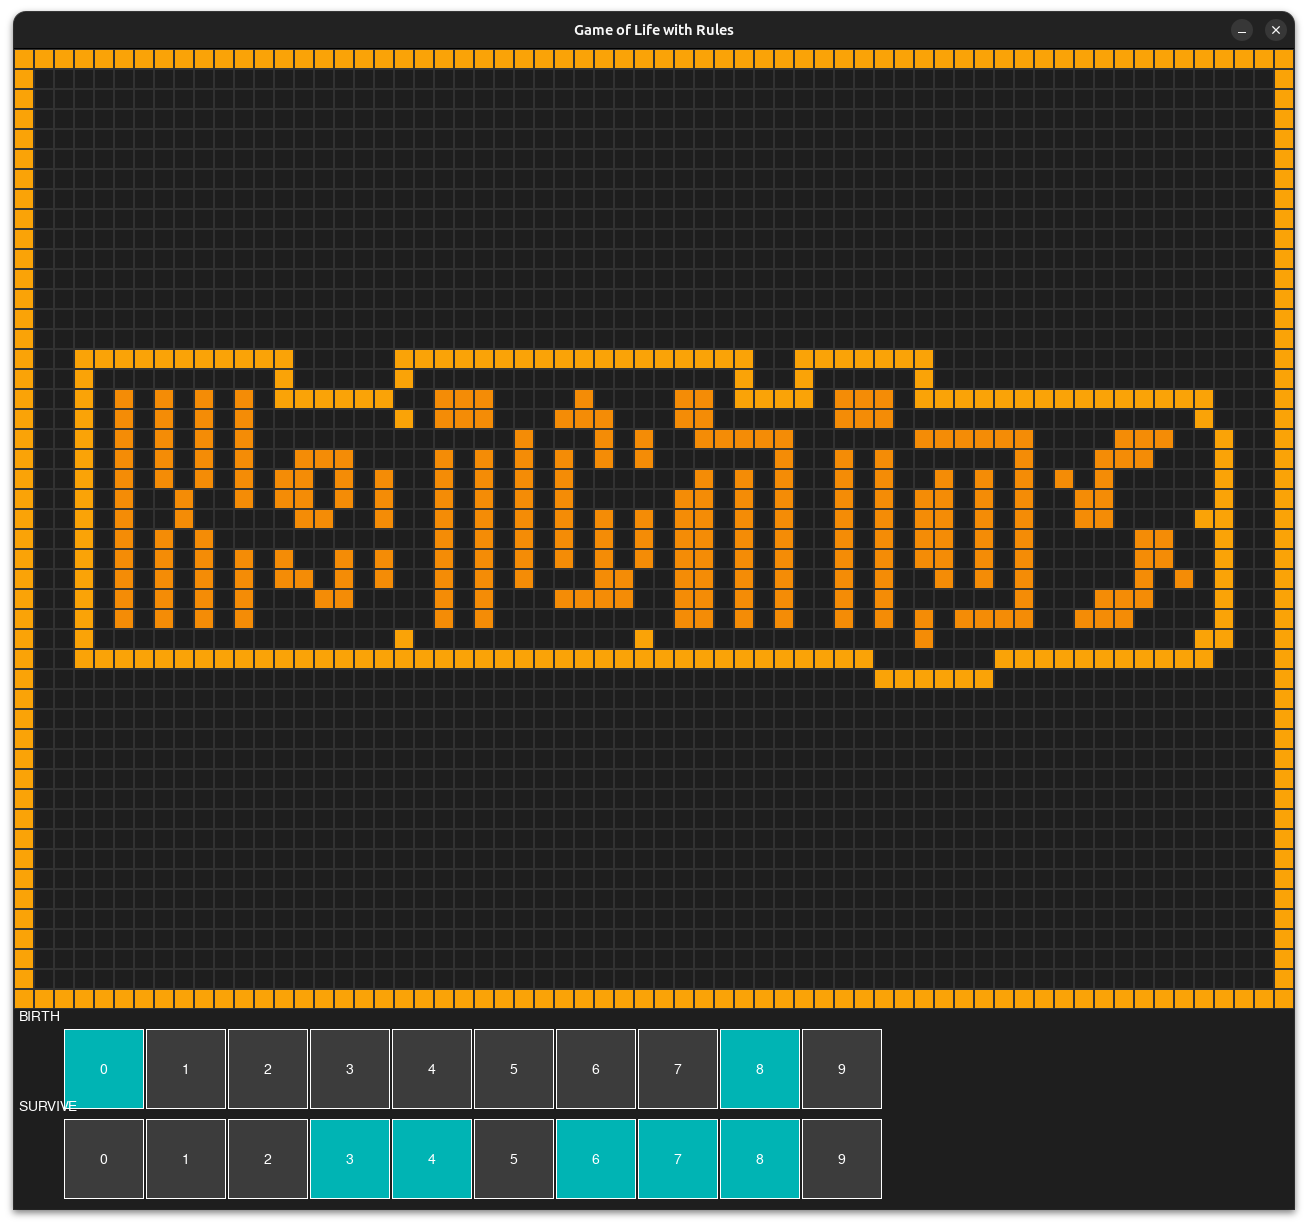 Game of Life with Rules
BIRTH
0 1 2 3 4 5 6 7 8 9
SURVIVE
0 1 2 3 4 5 6 7 8 9